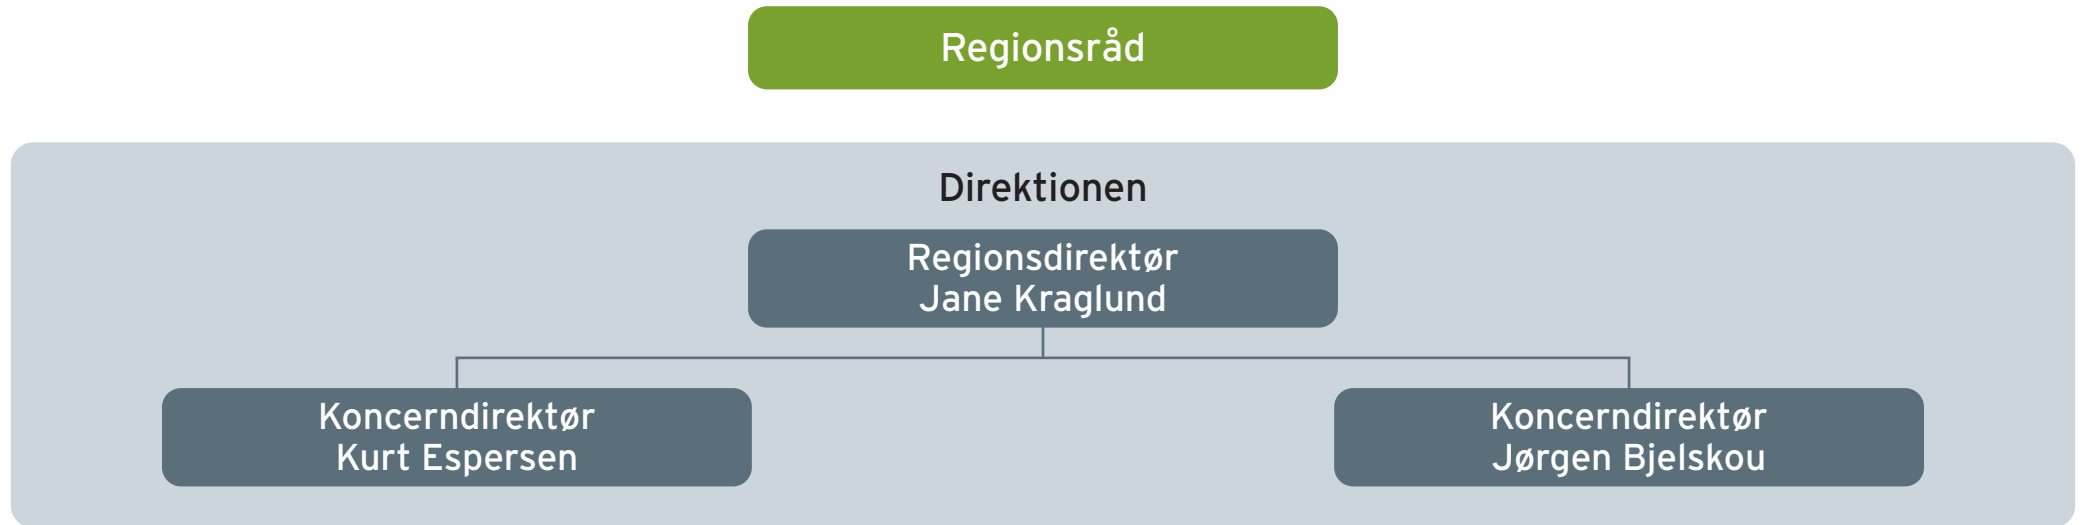 Regionsråd
Direktionen
Regionsdirektør
Jane Kraglund
Koncerndirektør
Kurt Espersen
Koncerndirektør
Jørgen Bjelskou